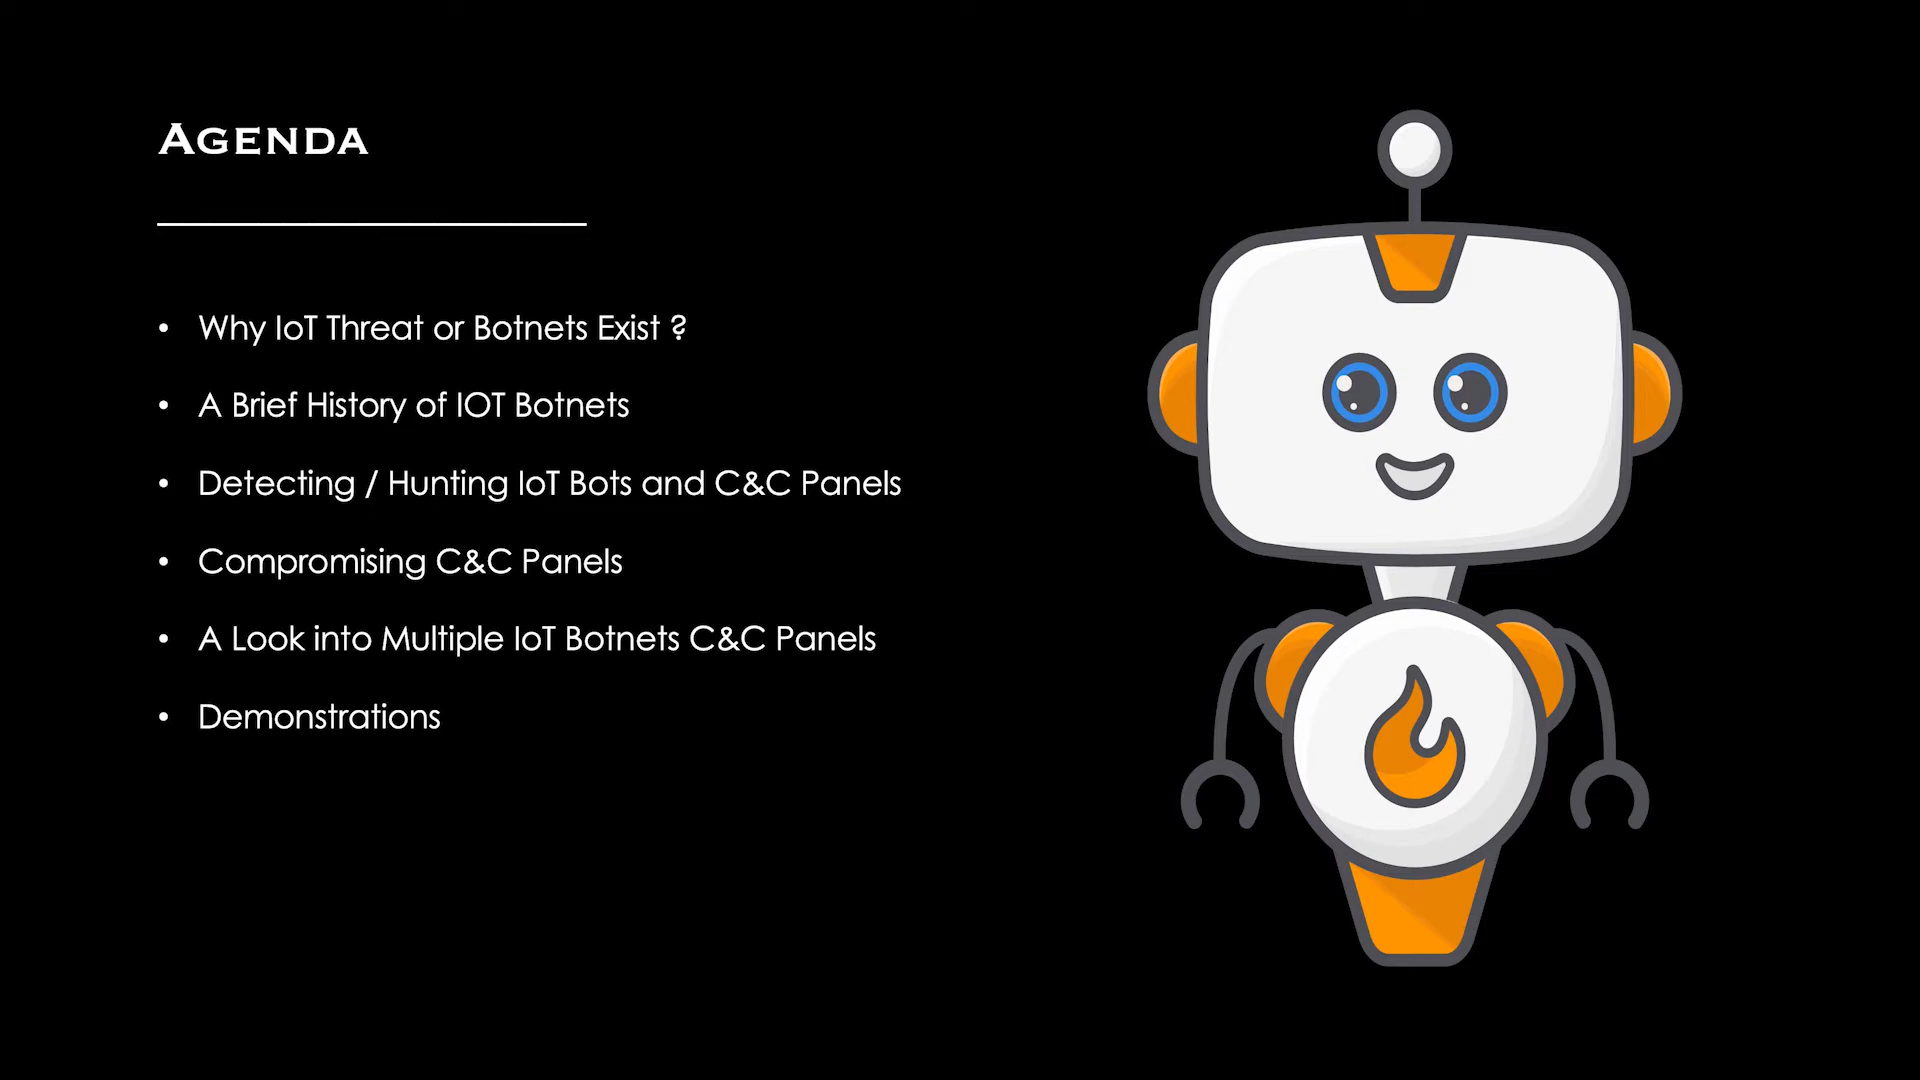 AGENDA
• Why IoT Threat or Botnets Exist ?
• A Brief History of IOT Botnets
• Detecting / Hunting IoT Bots and C&C Panels
• Compromising C&C Panels
• A Look into Multiple IoT Botnets C&C Panels
• Demonstrations